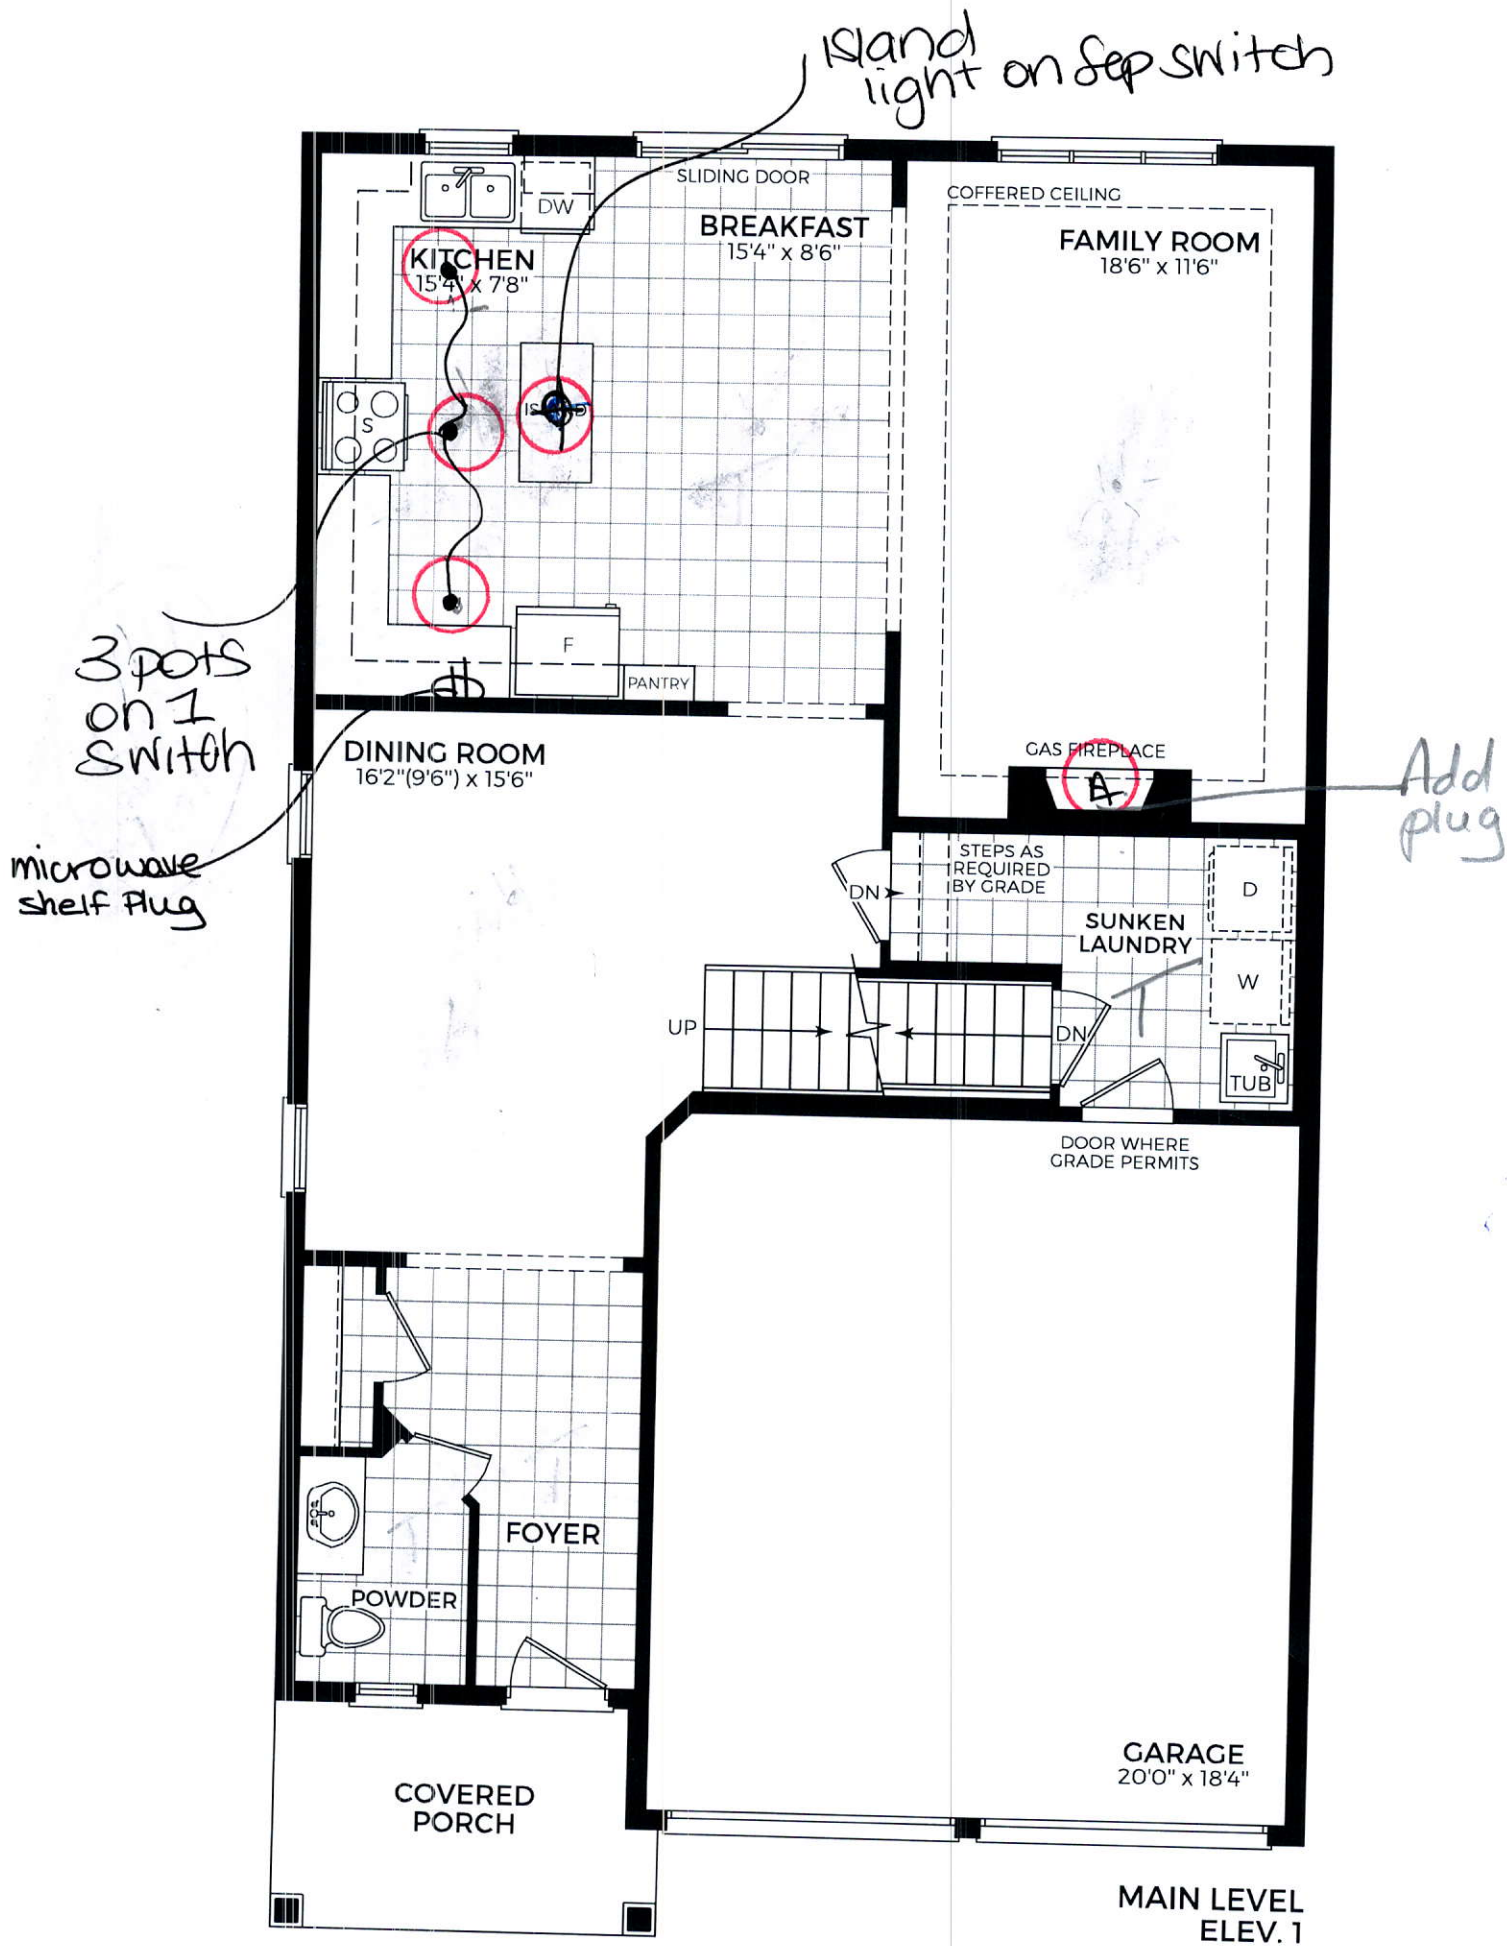 Island
light on Sep switch
SLIDING DOOR
COFFERED CEILING
DW
BREAKFAST
15'4" x 8'6"
FAMILY ROOM
18'6" x 11'6"
KITCHEN
15'4" x 7'8"
ISLAND
S
F
PANTRY
3 pots
on 1
Switch
DINING ROOM
16'2"(9'6") x 15'6"
GAS FIREPLACE
Add
plug
microwave
shelf Plug
STEPS AS
REQUIRED
BY GRADE
DN
D
SUNKEN
LAUNDRY
W
T
UP
DN
TUB
DOOR WHERE
GRADE PERMITS
FOYER
POWDER
GARAGE
20'0" x 18'4"
COVERED
PORCH
MAIN LEVEL
ELEV. 1